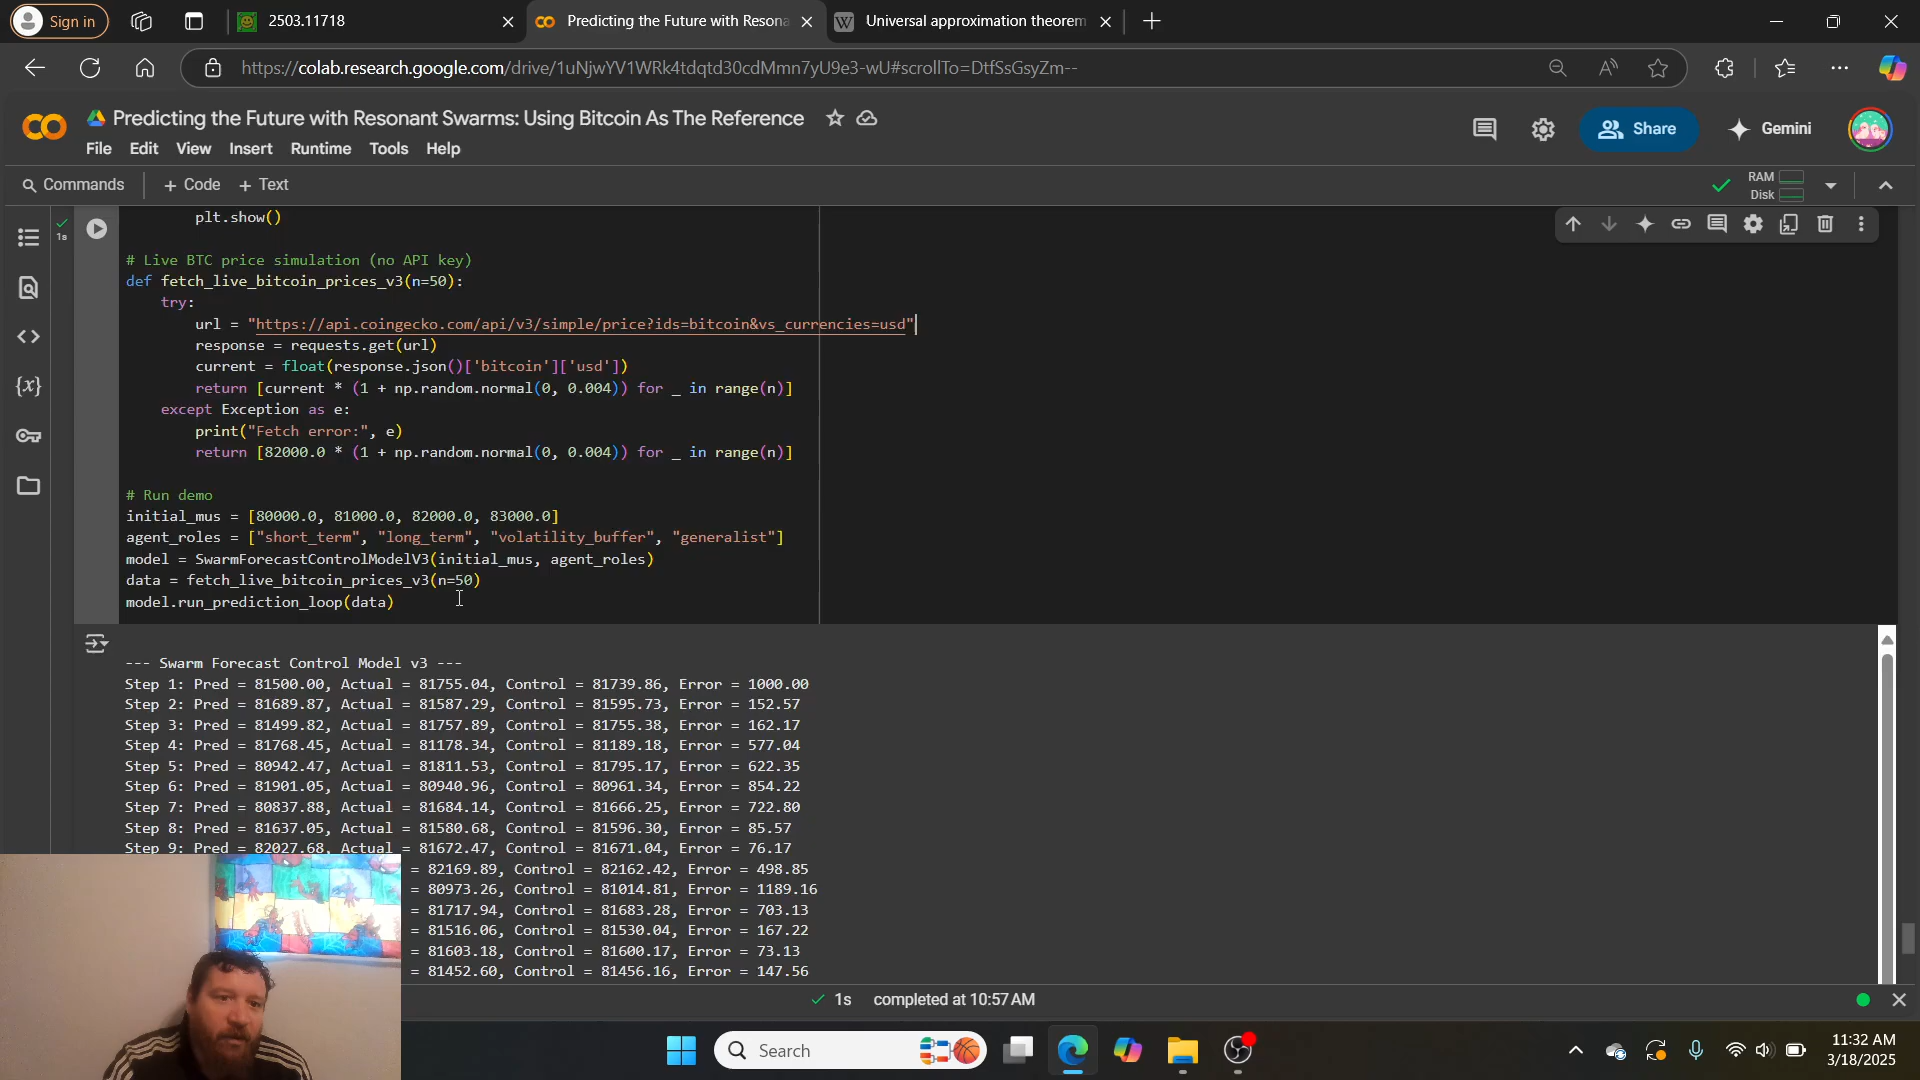 Sign in
2503.11718
Predicting the Future with Resona
Universal approximation theorem
https://colab.research.google.com/drive/1uNjwYV1WRk4tdqtd30cdMmn7yU9e3-wU#scrollTo=DtfSsGsyZm--
Predicting the Future with Resonant Swarms: Using Bitcoin As The Reference
File Edit View Insert Runtime Tools Help
Share
Gemini
Commands + Code + Text
RAM
Disk
1s
plt.show()
# Live BTC price simulation (no API key)
def fetch_live_bitcoin_prices_v3(n=50):
try:
url = "https://api.coingecko.com/api/v3/simple/price?ids=bitcoin&vs_currencies=usd"
response = requests.get(url)
current = float(response.json()['bitcoin']['usd'])
return [current * (1 + np.random.normal(0, 0.004)) for _ in range(n)]
except Exception as e:
print("Fetch error:", e)
return [82000.0 * (1 + np.random.normal(0, 0.004)) for _ in range(n)]
# Run demo
initial_mus = [80000.0, 81000.0, 82000.0, 83000.0]
agent_roles = ["short_term", "long_term", "volatility_buffer", "generalist"]
model = SwarmForecastControlModelV3(initial_mus, agent_roles)
data = fetch_live_bitcoin_prices_v3(n=50)
model.run_prediction_loop(data)
--- Swarm Forecast Control Model v3 ---
Step 1: Pred = 81500.00, Actual = 81755.04, Control = 81739.86, Error = 1000.00
Step 2: Pred = 81689.87, Actual = 81587.29, Control = 81595.73, Error = 152.57
Step 3: Pred = 81499.82, Actual = 81757.89, Control = 81755.38, Error = 162.17
Step 4: Pred = 81768.45, Actual = 81178.34, Control = 81189.18, Error = 577.04
Step 5: Pred = 80942.47, Actual = 81811.53, Control = 81795.17, Error = 622.35
Step 6: Pred = 81901.05, Actual = 80940.96, Control = 80961.34, Error = 854.22
Step 7: Pred = 80837.88, Actual = 81684.14, Control = 81666.25, Error = 722.80
Step 8: Pred = 81637.05, Actual = 81580.68, Control = 81596.30, Error = 85.57
Step 9: Pred = 82027.68, Actual = 81672.47, Control = 81671.04, Error = 76.17
= 82169.89, Control = 82162.42, Error = 498.85
= 80973.26, Control = 81014.81, Error = 1189.16
= 81717.94, Control = 81683.28, Error = 703.13
= 81516.06, Control = 81530.04, Error = 167.22
= 81603.18, Control = 81600.17, Error = 73.13
= 81452.60, Control = 81456.16, Error = 147.56
1s completed at 10:57 AM
Search
11:32 AM
3/18/2025